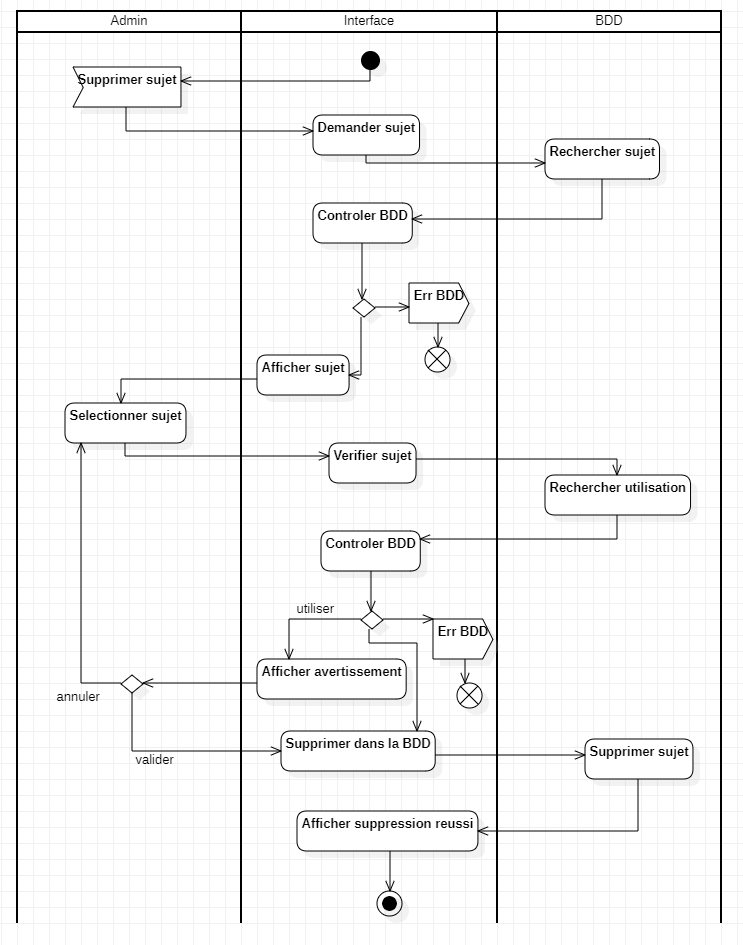 Admin
Interface
BDD
Supprimer sujet
Demander sujet
Rechercher sujet
Controler BDD
Err BDD
Afficher sujet
Selectionner sujet
Verifier sujet
Rechercher utilisation
Controler BDD
utiliser
Err BDD
Afficher avertissement
annuler
valider
Supprimer dans la BDD
Supprimer sujet
Afficher suppression reussi